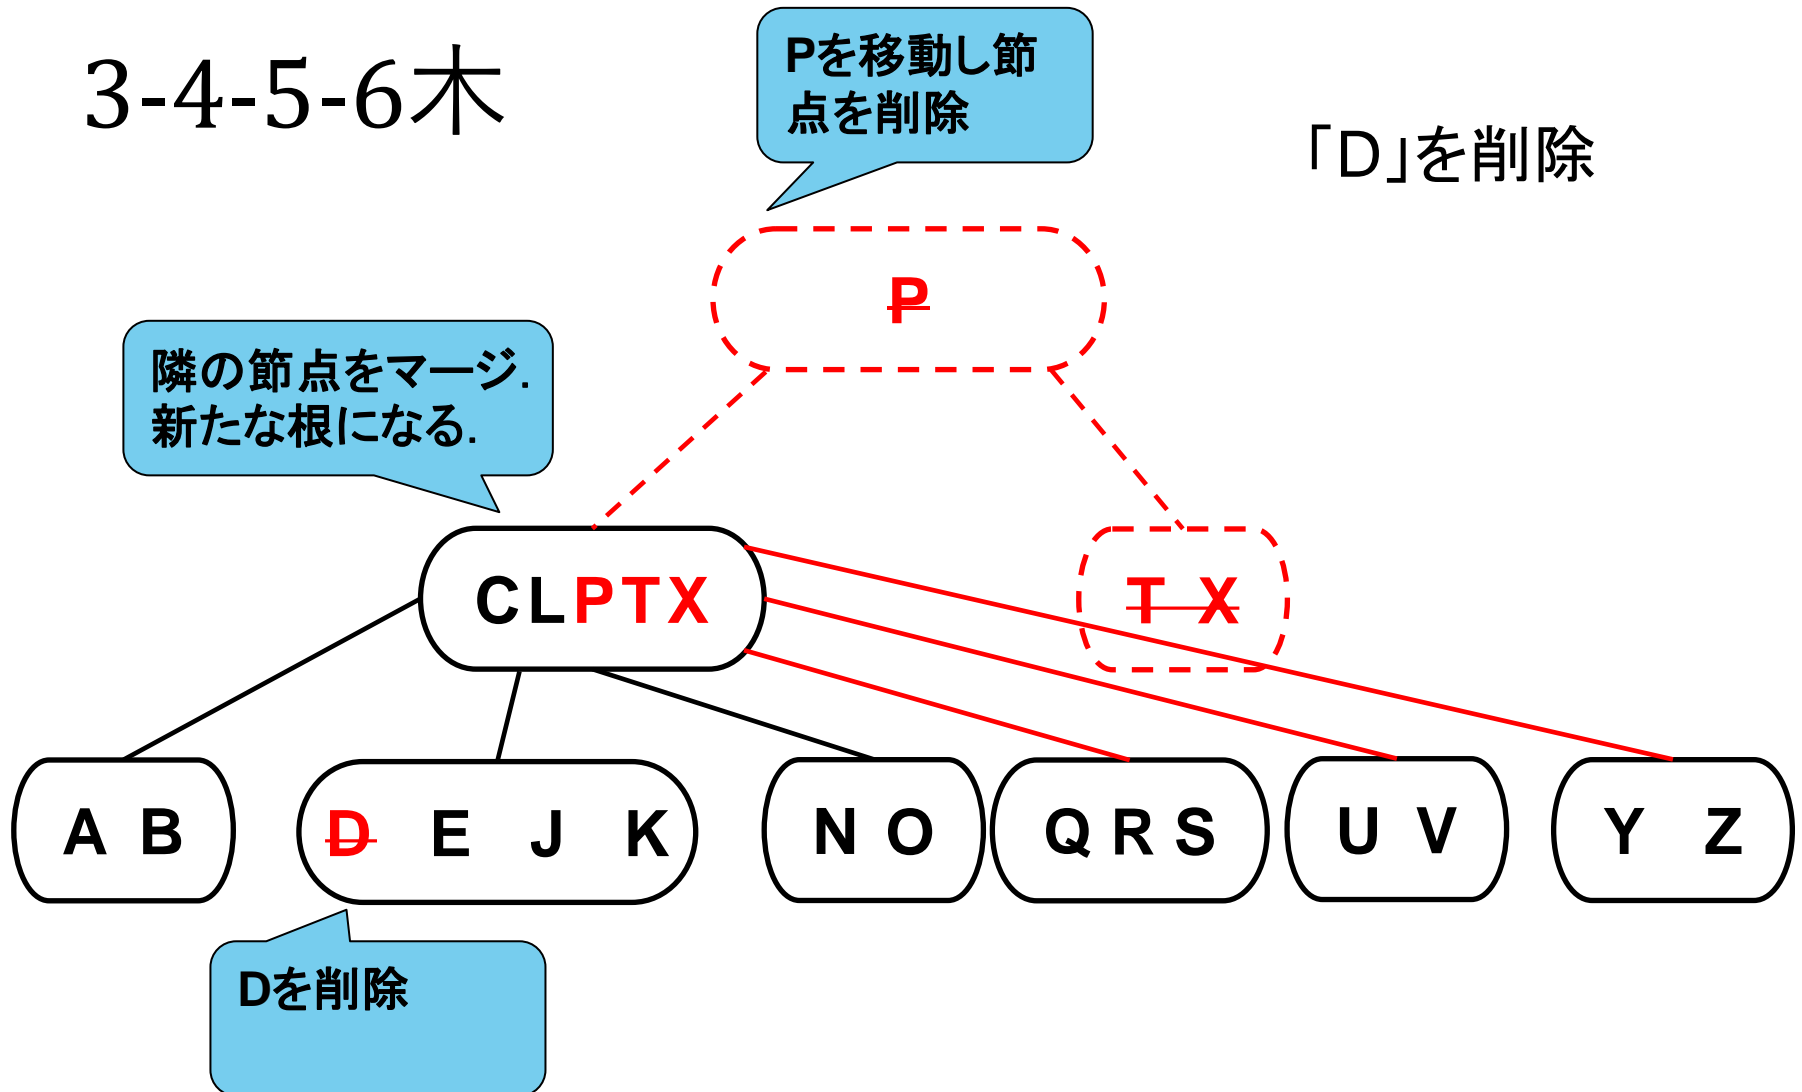 3-4-5-6木
Pを移動し節
点を削除
「D」を削除
P
隣の節点をマージ.
新たな根になる.
CLPTX
T X
A B
D E J K
N O
Q R S
U V
Y Z
Dを削除